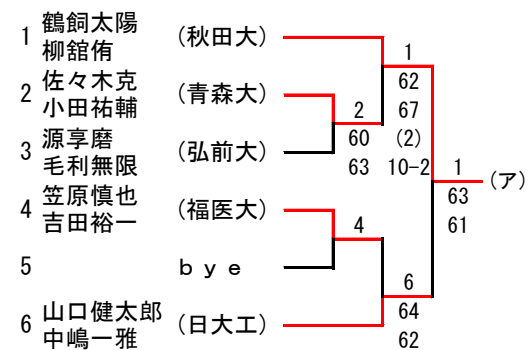 1 鶴飼太陽 柳舘侑 (秋田大)
2 佐々木克 小田祐輔 (青森大)
3 源享磨 毛利無限 (弘前大)
4 笠原慎也 吉田裕一 (福医大)
5 ｂｙｅ
6 山口健太郎 中嶋一雅 (日大工)
2
60
63
4
1
62
67
(2)
10-2
6
64
62
1
63
61
(ア)